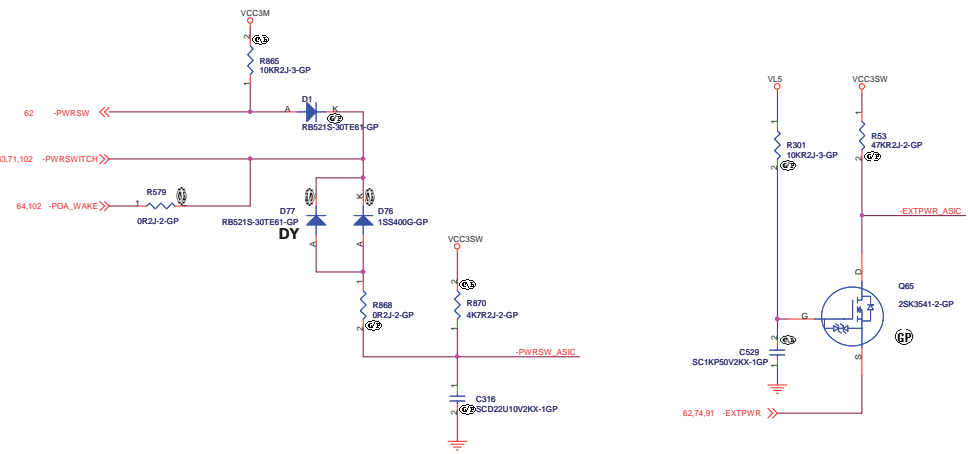 VCC3M
2
R865
10KR2J-3-GP
1
62 -PWRSW
A
D1
K
G/P
RB521S-30TE61-GP
3,71,102 -PWRSWITCH
64,102 -POA_WAKE
1
R579
0R2J-2-GP
D77
RB521S-30TE61-GP
DY
A
K
D76
1SS400G-GP
A
1
R868
0R2J-2-GP
G/P
2
VCC3SW
2
R870
4K7R2J-2-GP
1
-PWRSW_ASIC
1
C316
G/P
SCD22U10V2KX-1GP
2
VL5
1
R301
10KR2J-3-GP
2
G/P
VCC3SW
1
R53
47KR2J-2-GP
2
G/P
-EXTPWR_ASIC
D
Q65
2SK3541-2-GP
G
GP
S
2
C529
SC1KP50V2KX-1GP
1
62,74,91 -EXTPWR